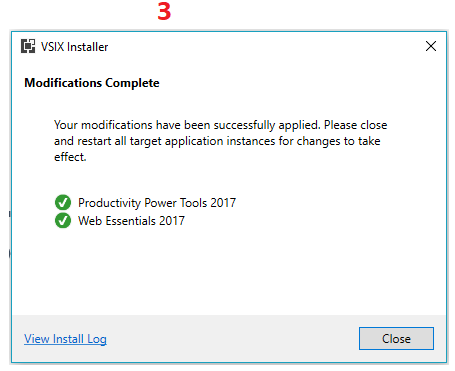 3
VSIX Installer
Modifications Complete
Your modifications have been successfully applied. Please close
and restart all target application instances for changes to take
effect.
Productivity Power Tools 2017
Web Essentials 2017
View Install Log
Close